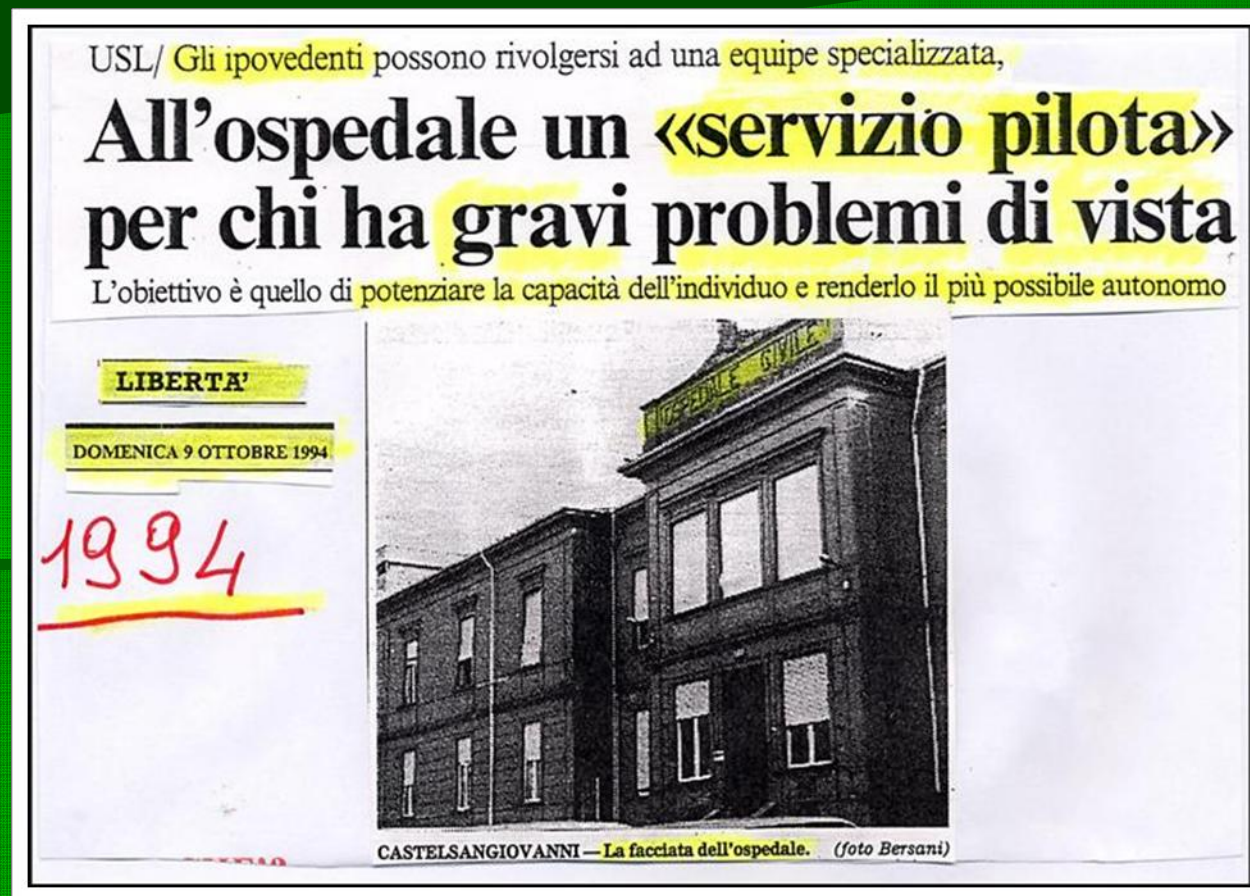 USL/ Gli ipovedenti possono rivolgersi ad una equipe specializzata,
All'ospedale un «servizio pilota»
per chi ha gravi problemi di vista
L'obiettivo è quello di potenziare la capacità dell'individuo e renderlo il più possibile autonomo
LIBERTA'
DOMENICA 9 OTTOBRE 1994
1994
OSPEDALE CIVILE
CASTELSANGIOVANNI — La facciata dell'ospedale. (foto Bersani)